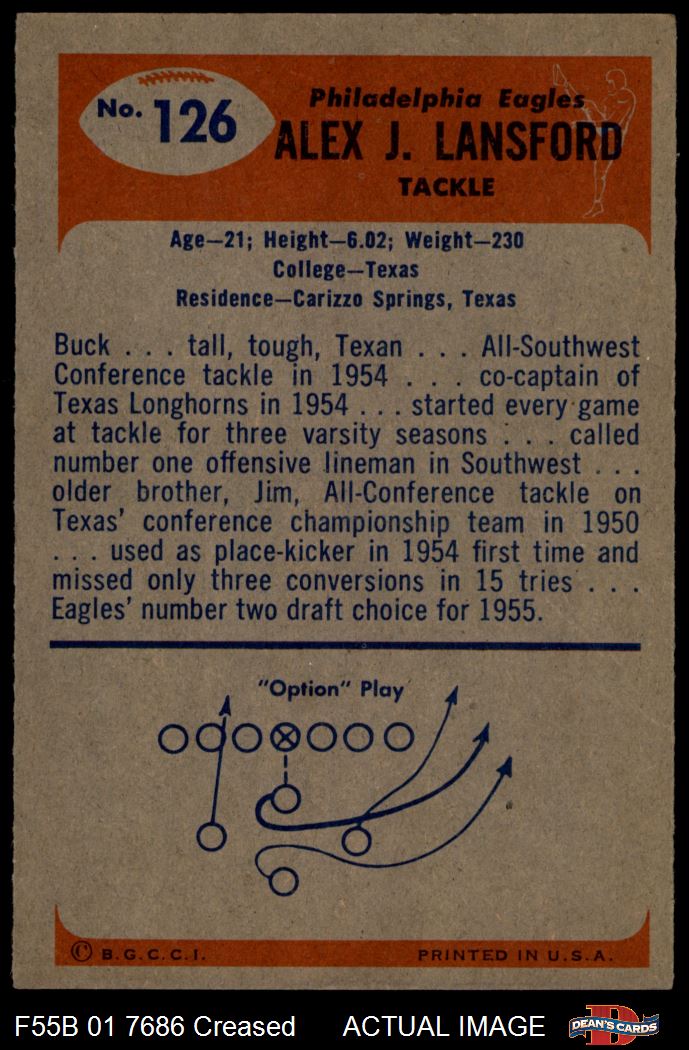 No. 126
Philadelphia Eagles
ALEX J. LANSFORD
TACKLE
Age—21; Height—6.02; Weight—230
College—Texas
Residence—Carizzo Springs, Texas
Buck . . . tall, tough, Texan . . . All-Southwest
Conference tackle in 1954 . . . co-captain of
Texas Longhorns in 1954 . . . started every game
at tackle for three varsity seasons . . . called
number one offensive lineman in Southwest . . .
older brother, Jim, All-Conference tackle on
Texas' conference championship team in 1950
. . . used as place-kicker in 1954 first time and
missed only three conversions in 15 tries . . .
Eagles' number two draft choice for 1955.
"Option" Play
© B.G.C.C.I. PRINTED IN U.S.A.
F55B 01 7686 Creased ACTUAL IMAGE DEAN'S CARDS